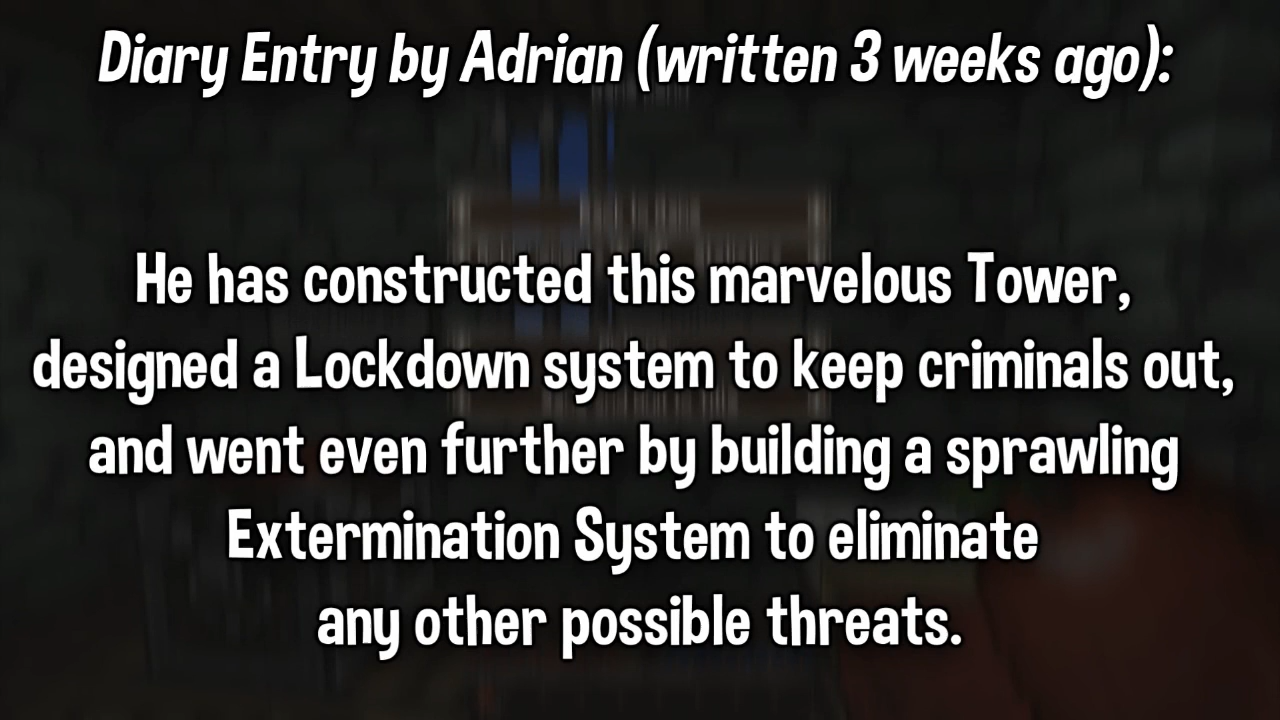 Diary Entry by Adrian (written 3 weeks ago):
He has constructed this marvelous Tower,
designed a Lockdown system to keep criminals out,
and went even further by building a sprawling
Extermination System to eliminate
any other possible threats.